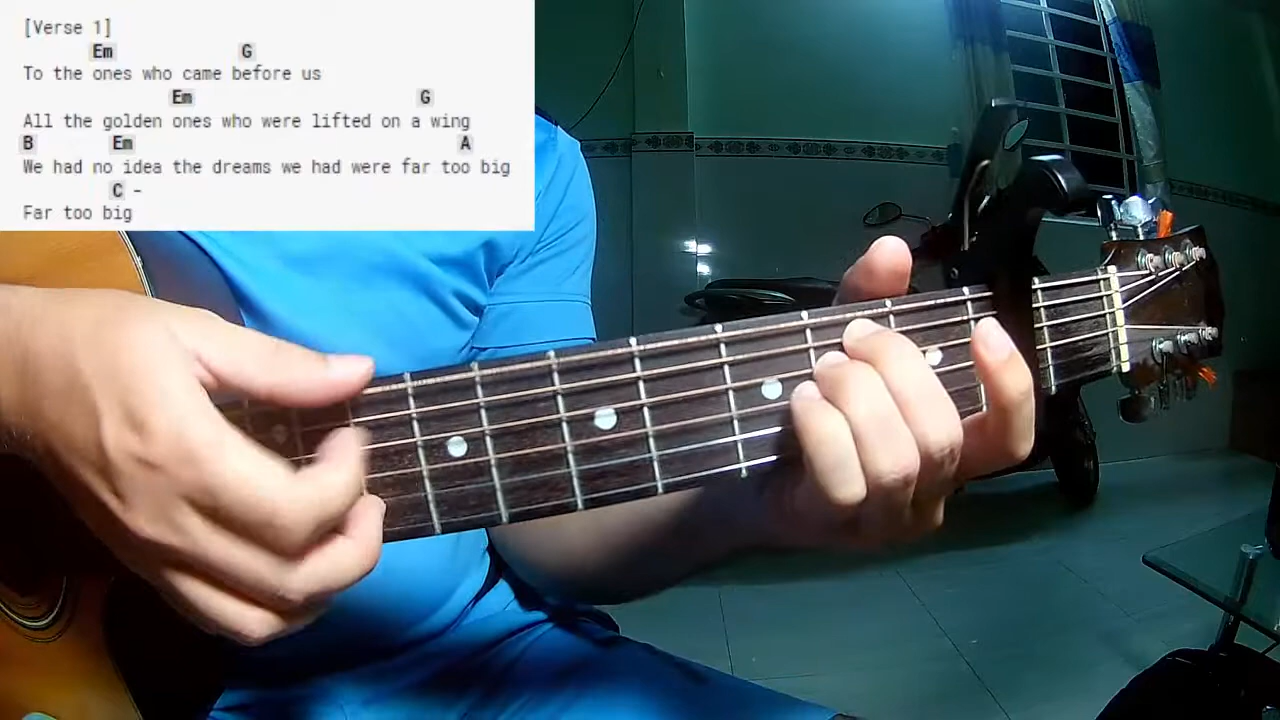 [Verse 1]
Em G
To the ones who came before us
Em G
All the golden ones who were lifted on a wing
B Em A
We had no idea the dreams we had were far too big
C -
Far too big